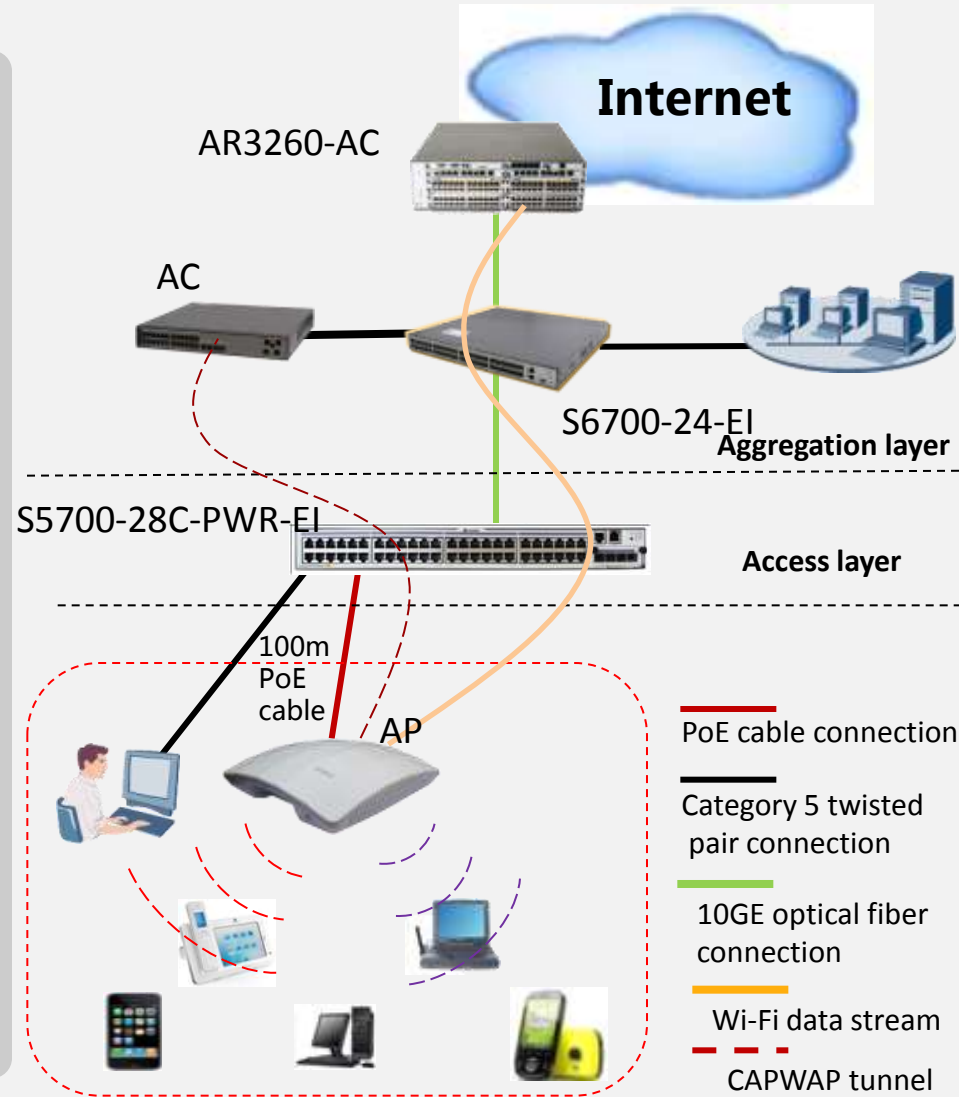 Internet
AR3260-AC
AC
S6700-24-EI
Aggregation layer
S5700-28C-PWR-EI
Access layer
100m
PoE
cable
AP
PoE cable connection
Category 5 twisted
pair connection
10GE optical fiber
connection
Wi-Fi data stream
CAPWAP tunnel